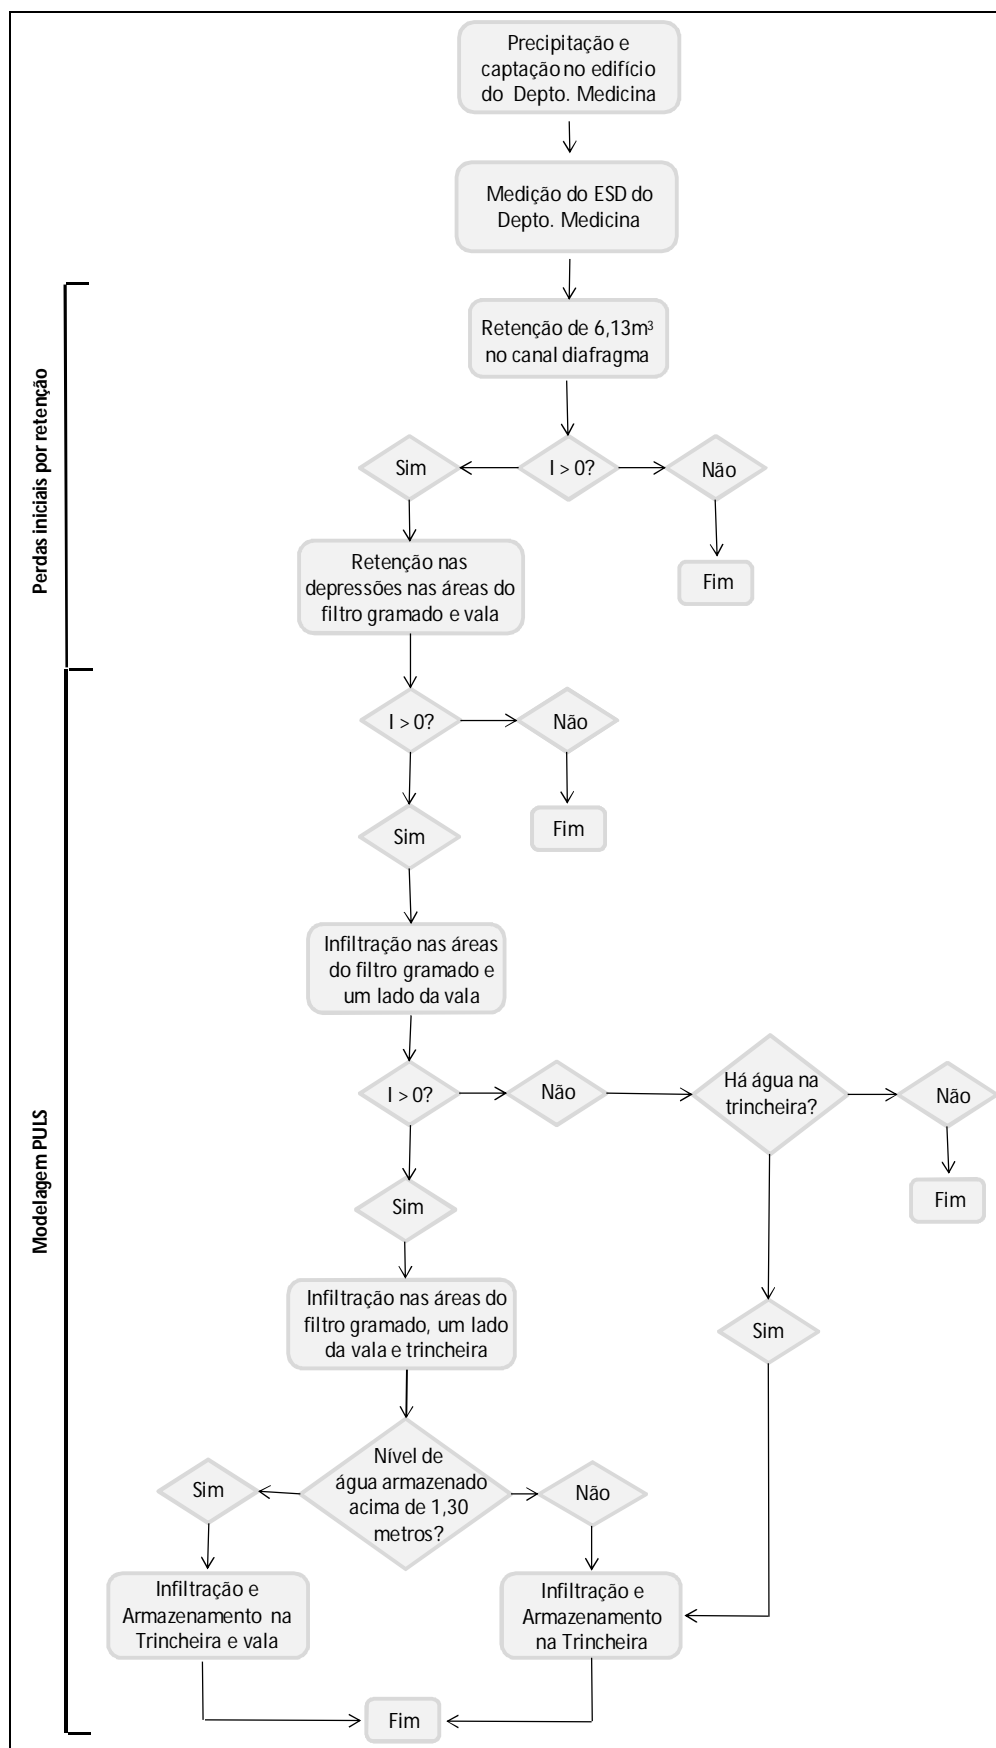 Precipitação e
captação no edifício
do Depto. Medicina
Medição do ESD do
Depto. Medicina
Perdas iniciais por retenção
Retenção de 6,13m³
no canal diafragma
Sim
I > 0?
Não
Retenção nas
depressões nas áreas do
filtro gramado e vala
Fim
Modelagem PULS
I > 0?
Não
Sim
Fim
Infiltração nas áreas
do filtro gramado e
um lado da vala
I > 0?
Não
Há água na
trincheira?
Não
Sim
Fim
Infiltração nas áreas do
filtro gramado, um lado
da vala e trincheira
Sim
Sim
Nível de
água armazenado
acima de 1,30
metros?
Não
Infiltração e
Armazenamento na
Trincheira e vala
Infiltração e
Armazenamento
na Trincheira
Fim